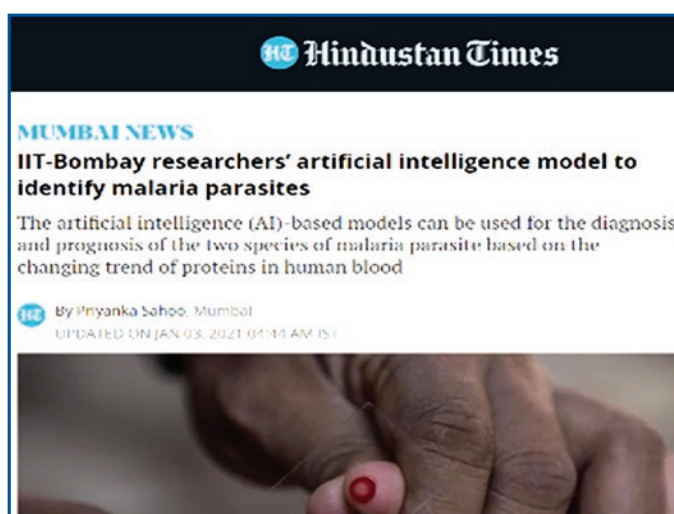 HT Hindustan Times
MUMBAI NEWS
IIT-Bombay researchers' artificial intelligence model to
identify malaria parasites
The artificial intelligence (AI)-based models can be used for the diagnosis
and prognosis of the two species of malaria parasite based on the
changing trend of proteins in human blood
HT By Priyanka Sahoo, Mumbai
UPDATED ON JAN 03, 2021 04:44 AM IST